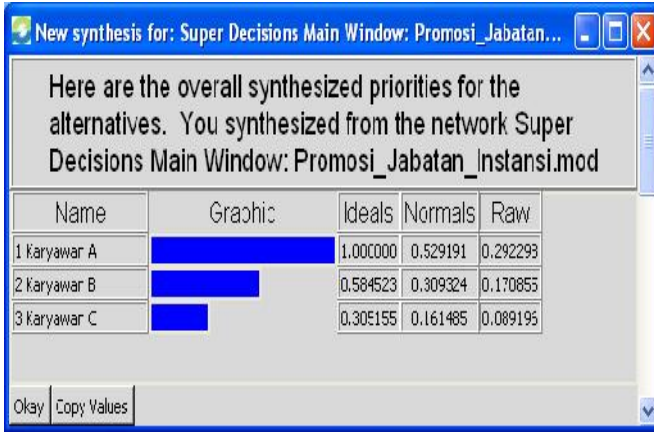 New synthesis for: Super Decisions Main Window: Promosi_Jabatan...
Here are the overall synthesized priorities for the
alternatives. You synthesized from the network Super
Decisions Main Window: Promosi_Jabatan_Instansi.mod
Name Graphic Ideals Normals Raw
1 Karyawan A 1.000000 0.529191 0.292298
2 Karyawan B 0.584523 0.309324 0.170855
3 Karyawan C 0.305155 0.161485 0.089196
Okay Copy Values